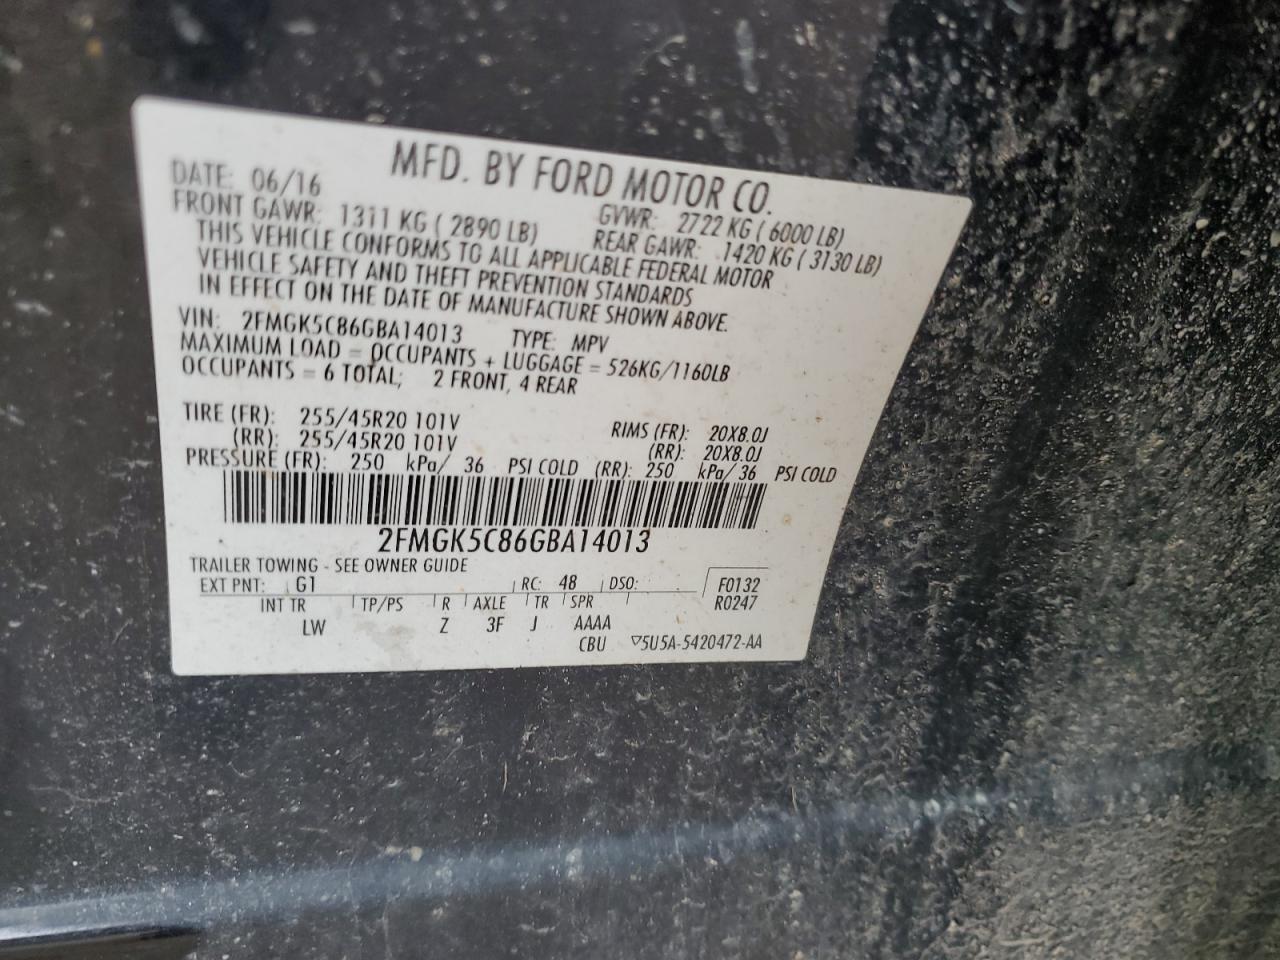 MFD. BY FORD MOTOR CO.
DATE: 06/16 GVWR: 2722 KG ( 6000 LB)
FRONT GAWR: 1311 KG ( 2890 LB) REAR GAWR: 1420 KG ( 3130 LB)
THIS VEHICLE CONFORMS TO ALL APPLICABLE FEDERAL MOTOR
VEHICLE SAFETY AND THEFT PREVENTION STANDARDS
IN EFFECT ON THE DATE OF MANUFACTURE SHOWN ABOVE.
VIN: 2FMGK5C86GBA14013 TYPE: MPV
MAXIMUM LOAD = OCCUPANTS + LUGGAGE = 526KG/1160LB
OCCUPANTS = 6 TOTAL; 2 FRONT, 4 REAR
TIRE (FR): 255/45R20 101V RIMS (FR): 20X8.0J
(RR): 255/45R20 101V (RR): 20X8.0J
PRESSURE (FR): 250 kPa/ 36 PSI COLD (RR): 250 kPa/ 36 PSI COLD
2FMGK5C86GBA14013
TRAILER TOWING - SEE OWNER GUIDE
EXT PNT: G1 RC: 48 DSO: F0132
INT TR TP/PS R AXLE TR SPR R0247
LW Z 3F J AAAA
CBU ▽5U5A-5420472-AA